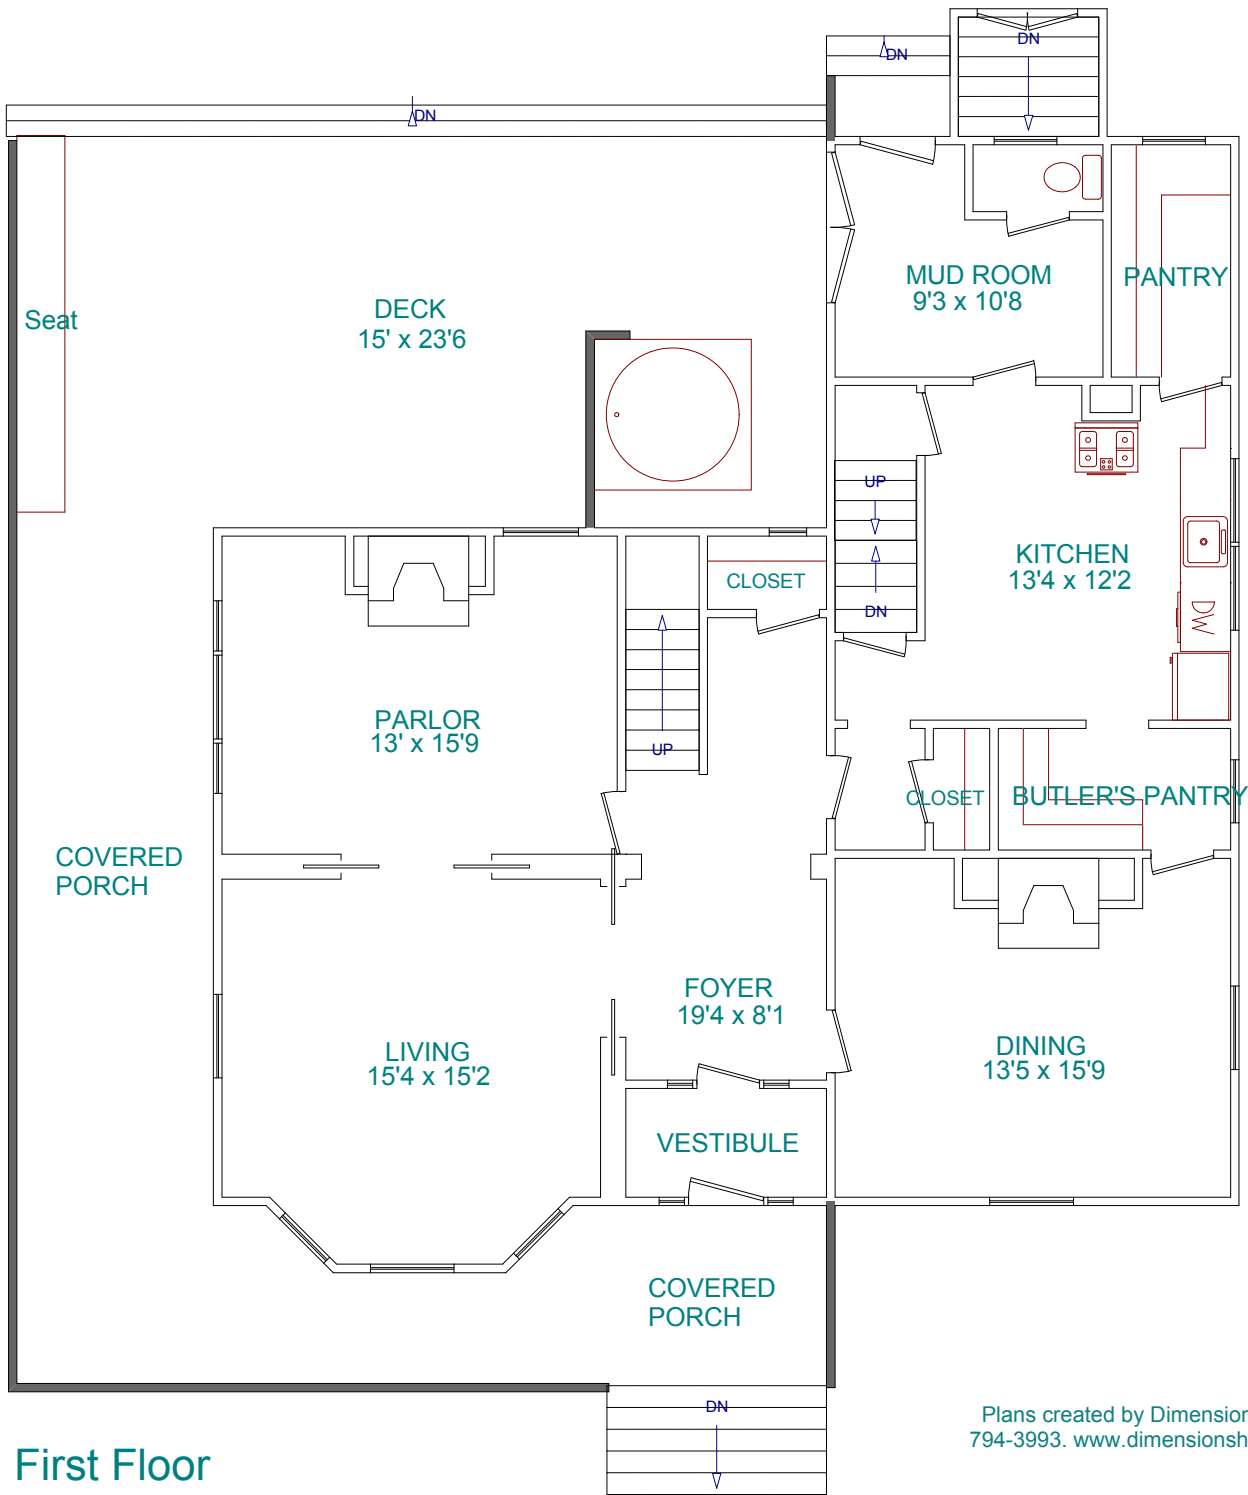 DN
DN
DN
MUD ROOM
9'3 x 10'8
PANTRY
Seat
DECK
15' x 23'6
UP
KITCHEN
13'4 x 12'2
CLOSET
DN
DW
PARLOR
13' x 15'9
UP
CLOSET
BUTLER'S PANTRY
COVERED
PORCH
FOYER
19'4 x 8'1
LIVING
15'4 x 15'2
DINING
13'5 x 15'9
VESTIBULE
COVERED
PORCH
DN
Plans created by Dimension
794-3993. www.dimensionsh
First Floor